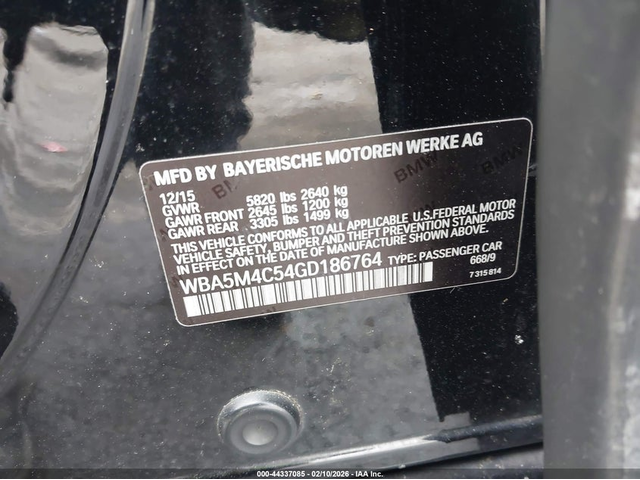 MFD BY BAYERISCHE MOTOREN WERKE AG
12/15
GVWR 5820 lbs 2640 kg
GAWR FRONT 2645 lbs 1200 kg
GAWR REAR 3305 lbs 1499 kg
THIS VEHICLE CONFORMS TO ALL APPLICABLE U.S.FEDERAL MOTOR
VEHICLE SAFETY, BUMPER AND THEFT PREVENTION STANDARDS
IN EFFECT ON THE DATE OF MANUFACTURE SHOWN ABOVE.
WBA5M4C54GD186764 TYPE: PASSENGER CAR
668/9
7 315 814
BMW
BMW
BMW
000-44337085 - 02/10/2026 - IAA Inc.